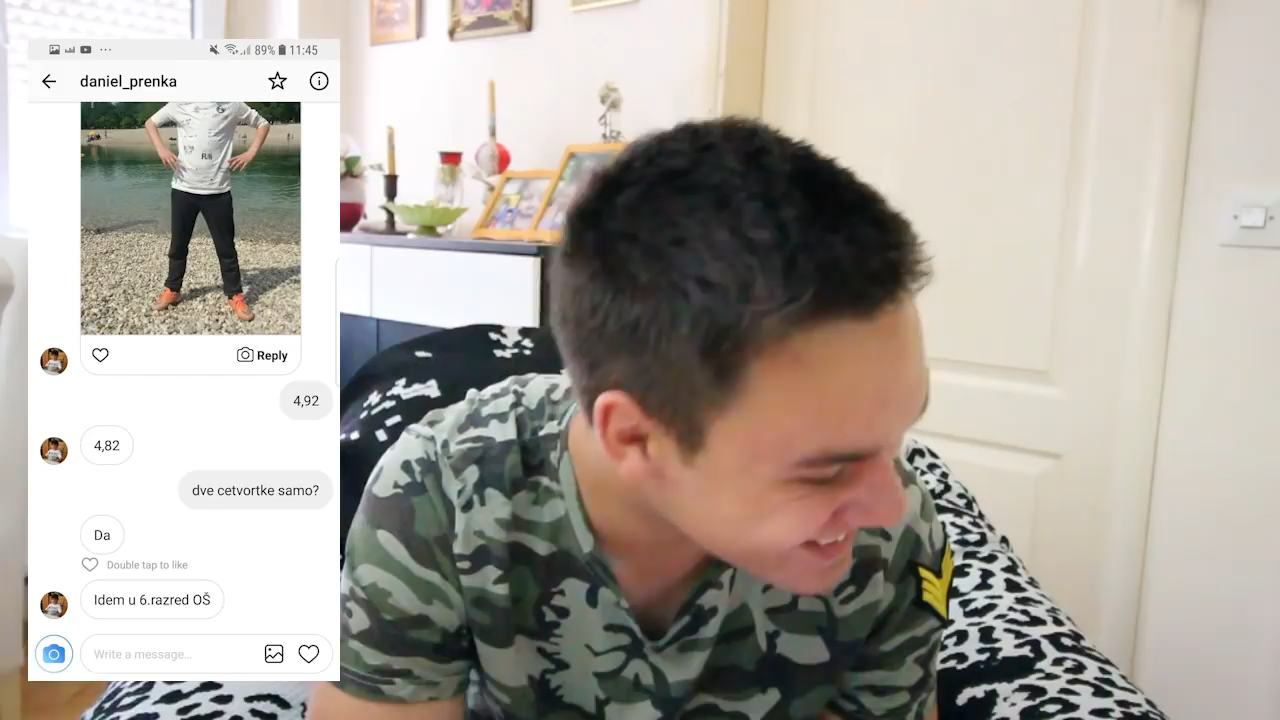 89% 11:45
daniel_prenka
FUN
Reply
4,92
4,82
dve cetvortke samo?
Da
Double tap to like
Idem u 6.razred OŠ
Write a message...